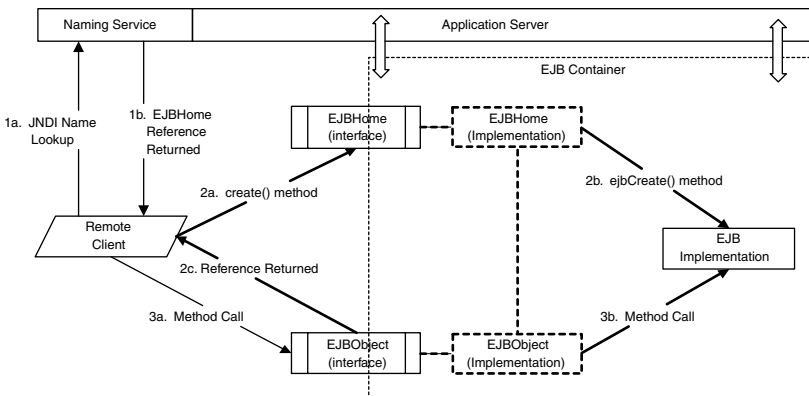 Naming Service
Application Server
EJB Container
1a. JNDI Name
Lookup
1b. EJBHome
Reference
Returned
EJBHome
(interface)
EJBHome
(Implementation)
2a. create() method
2b. ejbCreate() method
Remote
Client
EJB
Implementation
2c. Reference Returned
3a. Method Call
3b. Method Call
EJBObject
(interface)
EJBObject
(Implementation)